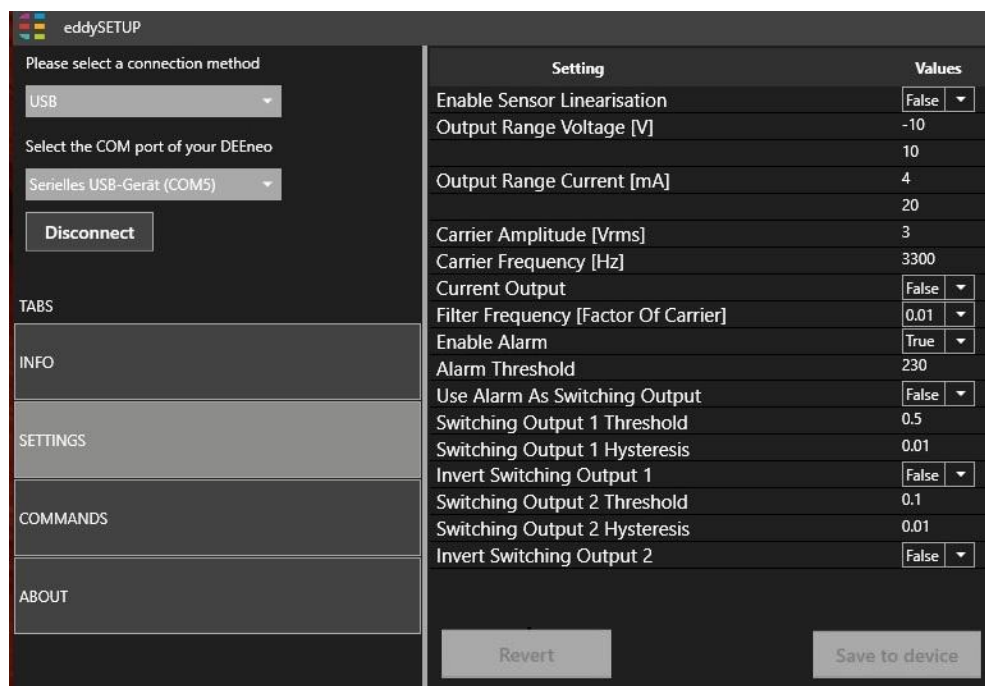 eddySETUP
Please select a connection method
USB
Select the COM port of your DEEneo
Serielles USB-Gerät (COM5)
Disconnect
TABS
INFO
SETTINGS
COMMANDS
ABOUT
Setting Values
Enable Sensor Linearisation False
Output Range Voltage [V] -10
10
Output Range Current [mA] 4
20
Carrier Amplitude [Vrms] 3
Carrier Frequency [Hz] 3300
Current Output False
Filter Frequency [Factor Of Carrier] 0.01
Enable Alarm True
Alarm Threshold 230
Use Alarm As Switching Output False
Switching Output 1 Threshold 0.5
Switching Output 1 Hysteresis 0.01
Invert Switching Output 1 False
Switching Output 2 Threshold 0.1
Switching Output 2 Hysteresis 0.01
Invert Switching Output 2 False
Revert Save to device